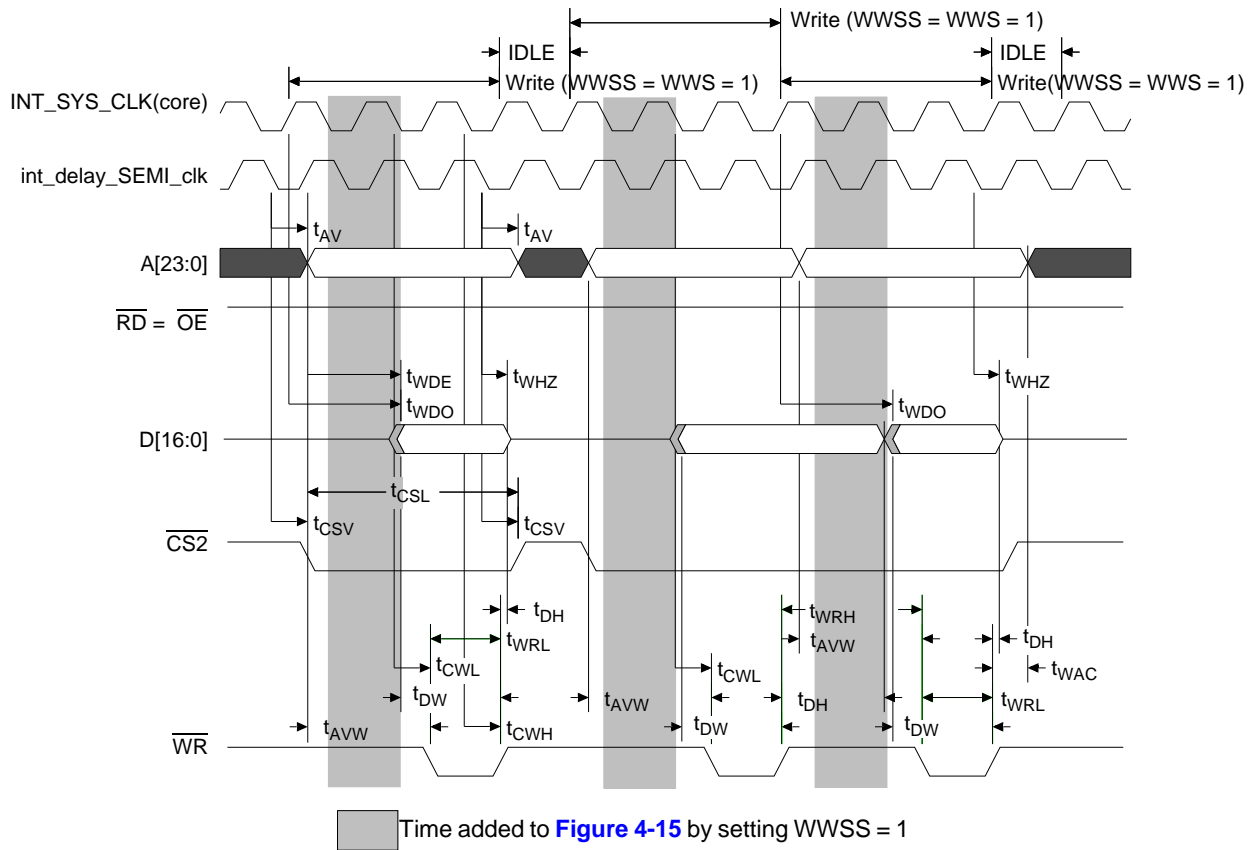 Write (WWSS = WWS = 1)
IDLE IDLE
Write (WWSS = WWS = 1) Write(WWSS = WWS = 1)
INT_SYS_CLK(core)
int_delay_SEMI_clk
tAV tAV
A[23:0]
RD = OE
tWDE tWHZ tWHZ
tWDO tWDO
D[16:0]
tCSL
tCSV tCSV
CS2
tDH tWRH
tWRL tAVW tDH
tCWL tCWL tWAC
tDW tAVW tDH tWRL
tAVW tCWH tDW tDW
WR
Time added to Figure 4-15 by setting WWSS = 1